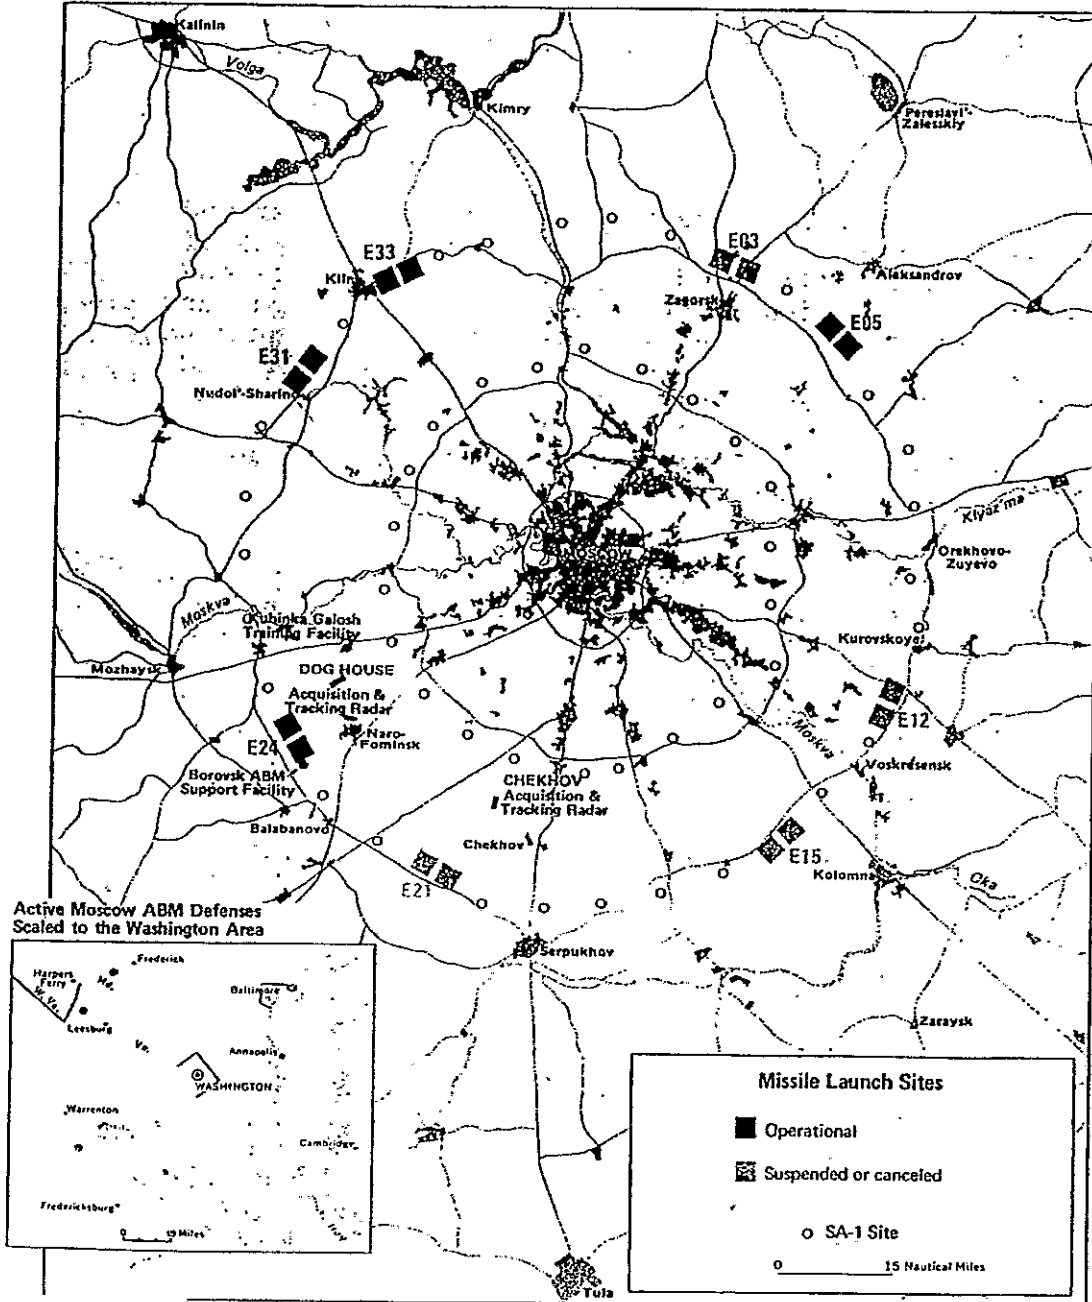 Kalinin
Volga
Kimry
Pereslavl'-
Zalesskiy
E33
E03
Klin
Aleksandrov
Zagorsk
E05
E31
Nudol'-Sharino
Klyaz'ma
MOSCOW
Orekhovo-
Zuyevo
Moskva
Kubinka Galosh
Training Facility
Kurovskoye
Mozhaysk
DOG HOUSE
Acquisition &
Tracking Radar
E12
Naro-
Fominsk
Moskva
E24
Voskresensk
Borovsk ABM
Support Facility
CHEKHOV
Acquisition &
Tracking Radar
Balabanovo
Chekhov
E15
E21
Kolomna
Oka
Active Moscow ABM Defenses
Scaled to the Washington Area
Serpukhov
Frederick
Harpers
Ferry
Md.
W. Va.
Baltimore
Leesburg
Va.
Annapolis
WASHINGTON
Zaraysk
Warrenton
Cambridge
Fredericksburg
0 Miles
Missile Launch Sites
Operational
Suspended or canceled
SA-1 Site
0 15 Nautical Miles
Tula